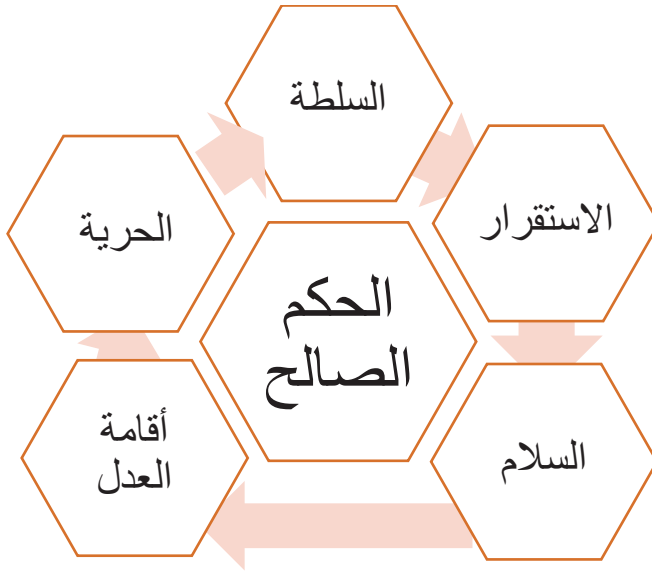 السلطة
الاستقرار
السلام
أقامة
العدل
الحرية
الحكم
الصالح